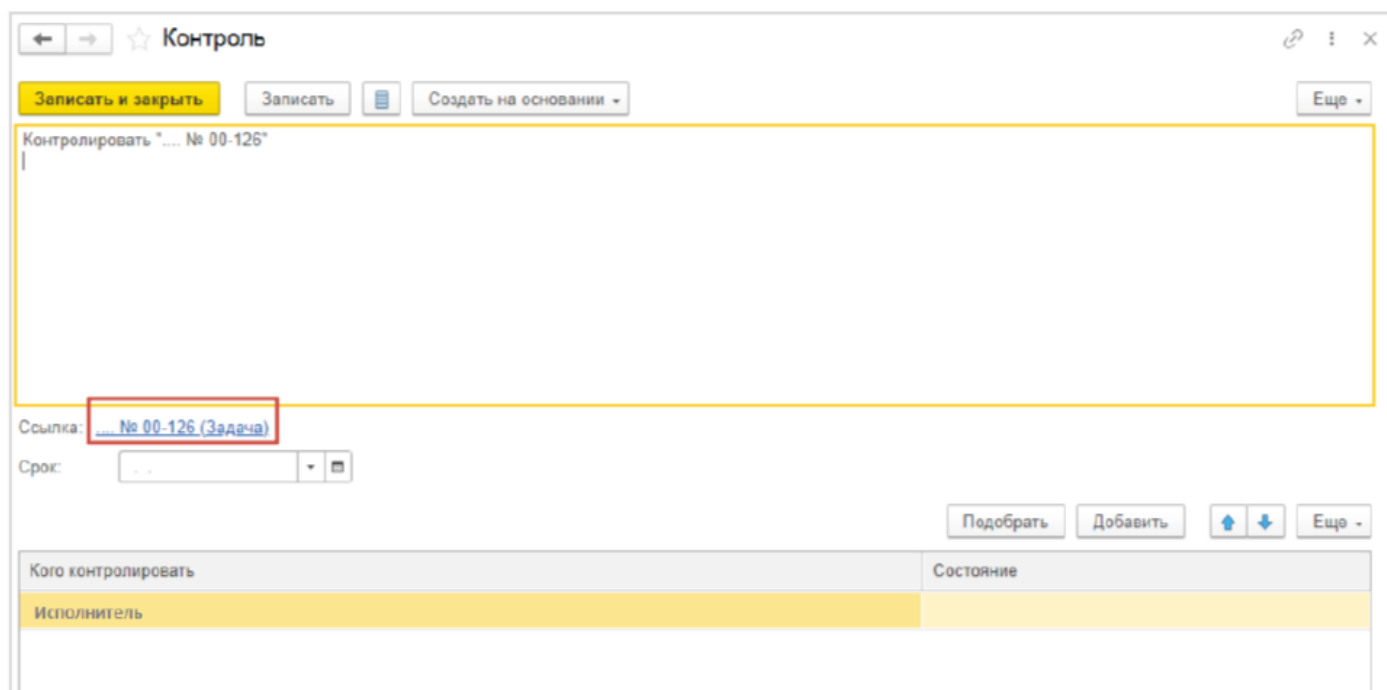 Контроль
Записать и закрыть Записать Создать на основании Еще
Контролировать ".... № 00-126"
Ссылка: .... № 00-126 (Задача)
Срок: . .
Подобрать Добавить Еще
Кого контролировать Состояние
Исполнитель